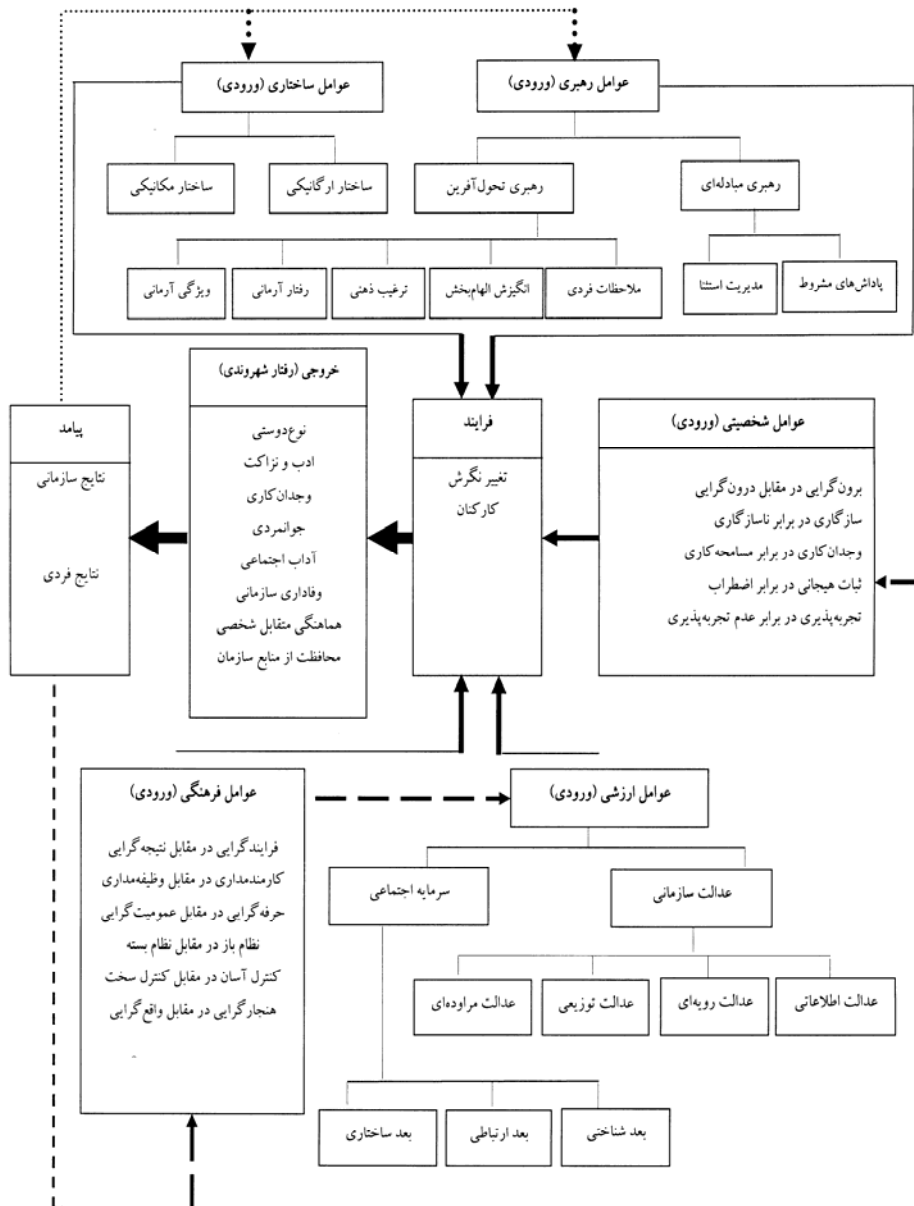 عوامل رهبری (ورودی)
عوامل ساختاری (ورودی)
رهبری مبادله‌ای
رهبری تحول‌آفرین
ساختار ارگانیکی
ساختار مکانیکی
پاداش‌های مشروط
مدیریت استثنا
ملاحظات فردی
انگیزش الهام‌بخش
ترغیب ذهنی
رفتار آرمانی
ویژگی آرمانی
عوامل شخصیتی (ورودی)
برون‌گرایی در مقابل درون‌گرایی
سازگاری در برابر ناسازگاری
وجدان‌کاری در برابر مسامحه‌کاری
ثبات هیجانی در برابر اضطراب
تجربه‌پذیری در برابر عدم تجربه‌پذیری
فرایند
تغییر نگرش
کارکنان
خروجی (رفتار شهروندی)
نوع‌دوستی
ادب و نزاکت
وجدان‌کاری
جوانمردی
آداب اجتماعی
وفاداری سازمانی
هماهنگی متقابل شخصی
محافظت از منابع سازمان
پیامد
نتایج سازمانی
نتایج فردی
عوامل ارزشی (ورودی)
عدالت سازمانی
سرمایه اجتماعی
عدالت اطلاعاتی
عدالت رویه‌ای
عدالت توزیعی
عدالت مراوده‌ای
بعد شناختی
بعد ارتباطی
بعد ساختاری
عوامل فرهنگی (ورودی)
فرایندگرایی در مقابل نتیجه‌گرایی
کارمندمداری در مقابل وظیفه‌مداری
حرفه‌گرایی در مقابل عمومیت‌گرایی
نظام باز در مقابل نظام بسته
کنترل آسان در مقابل کنترل سخت
هنجارگرایی در مقابل واقع‌گرایی